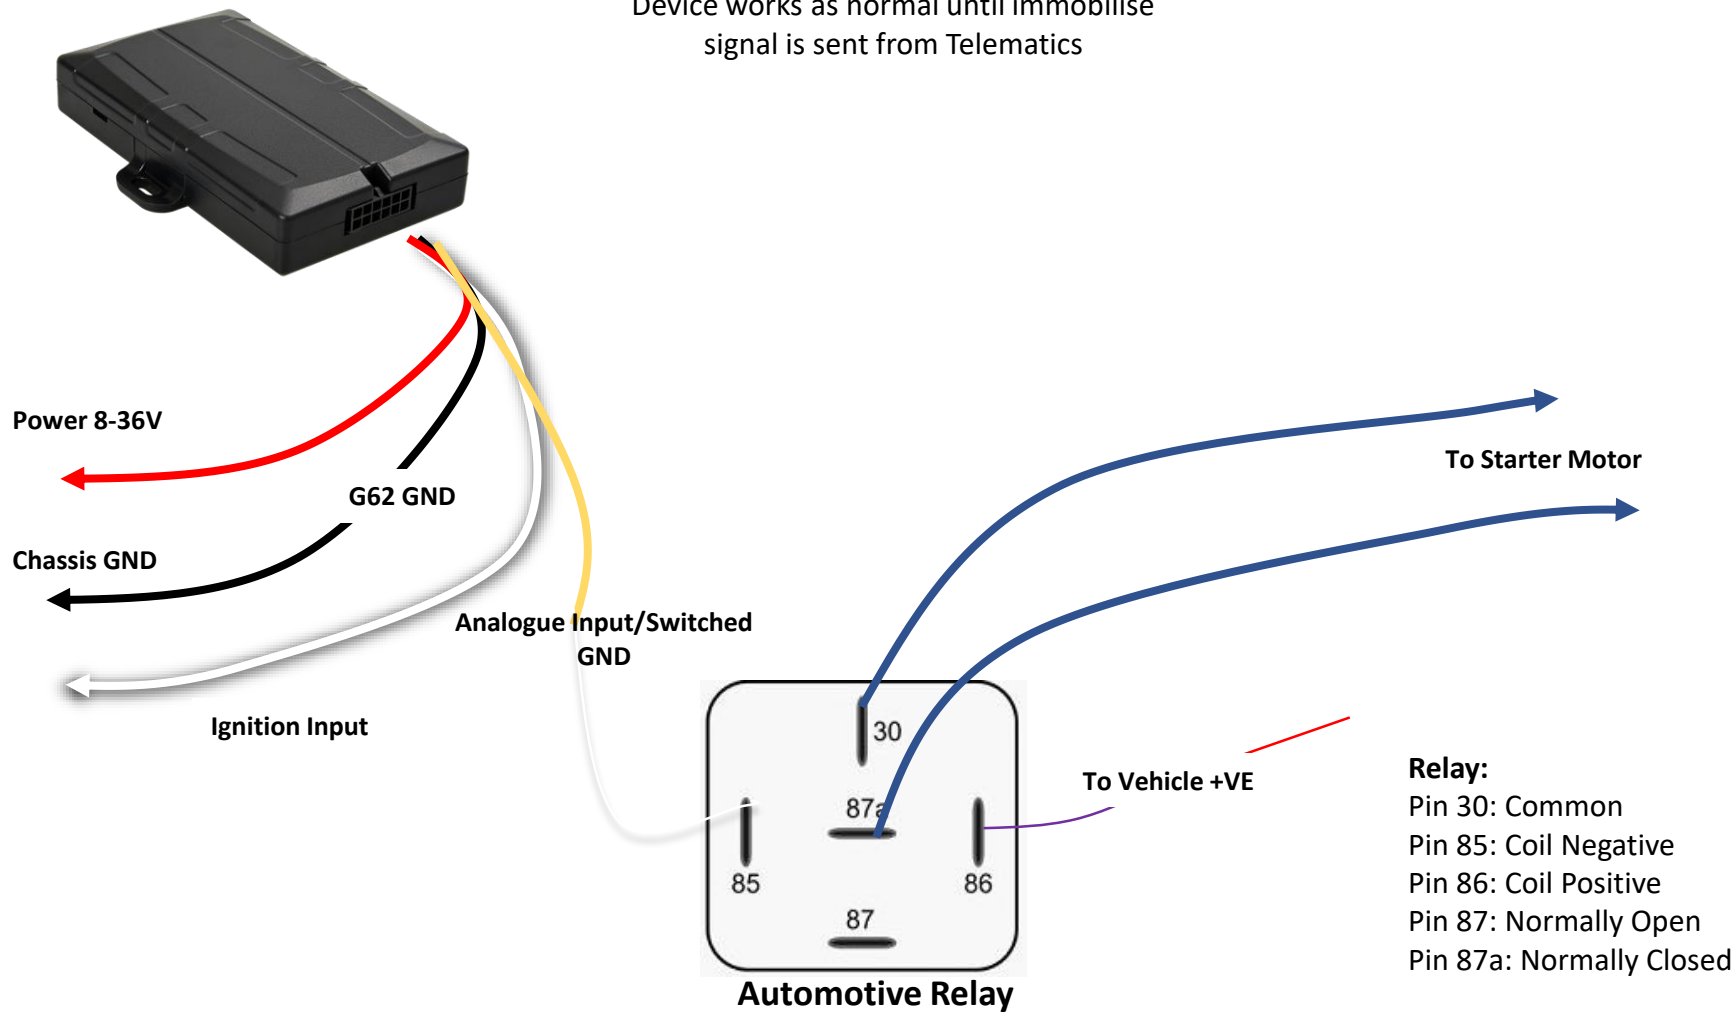 Device works as normal until immobilise
signal is sent from Telematics
Power 8-36V
G62 GND
Chassis GND
Ignition Input
Analogue Input/Switched
GND
To Starter Motor
To Vehicle +VE
30
87a
85
86
87
Automotive Relay
Relay:
Pin 30: Common
Pin 85: Coil Negative
Pin 86: Coil Positive
Pin 87: Normally Open
Pin 87a: Normally Closed